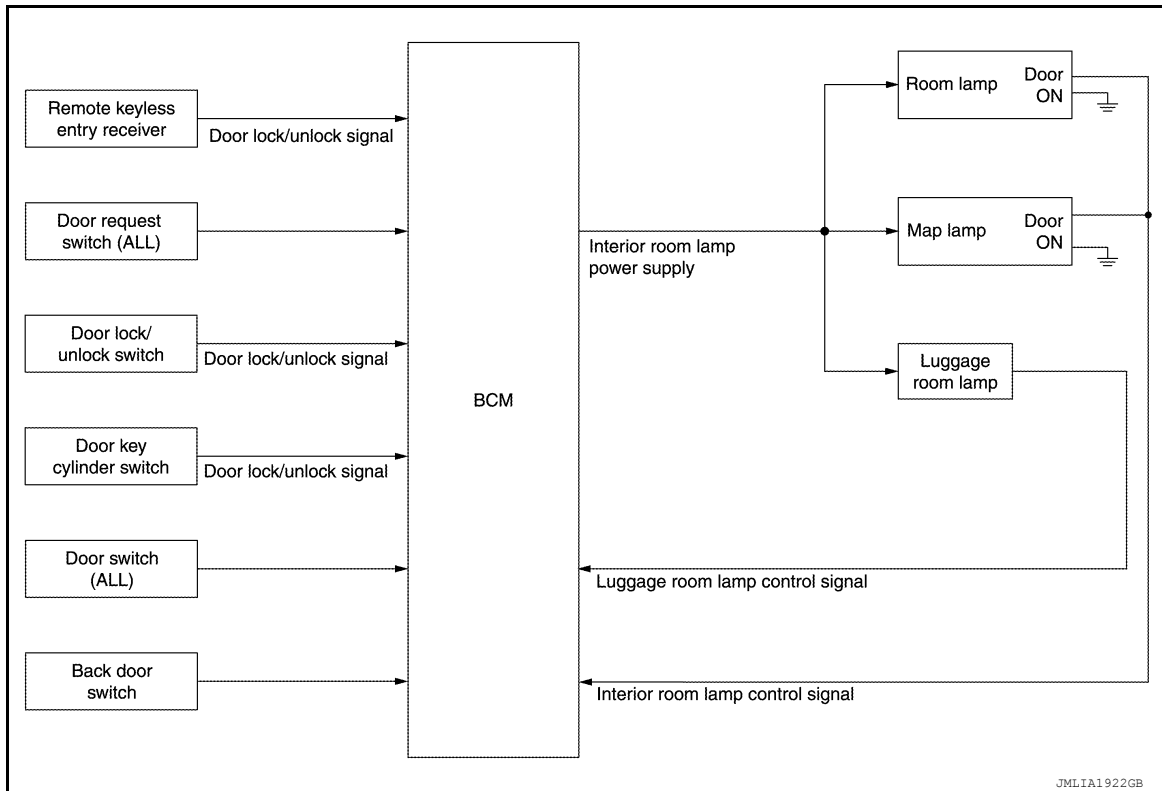 Remote keyless
entry receiver
Door lock/unlock signal
Door request
switch (ALL)
Door lock/
unlock switch
Door lock/unlock signal
Door key
cylinder switch
Door lock/unlock signal
Door switch
(ALL)
Back door
switch
BCM
Interior room lamp
power supply
Room lamp
Door
ON
Map lamp
Door
ON
Luggage
room lamp
Luggage room lamp control signal
Interior room lamp control signal
JMLIA1922GB